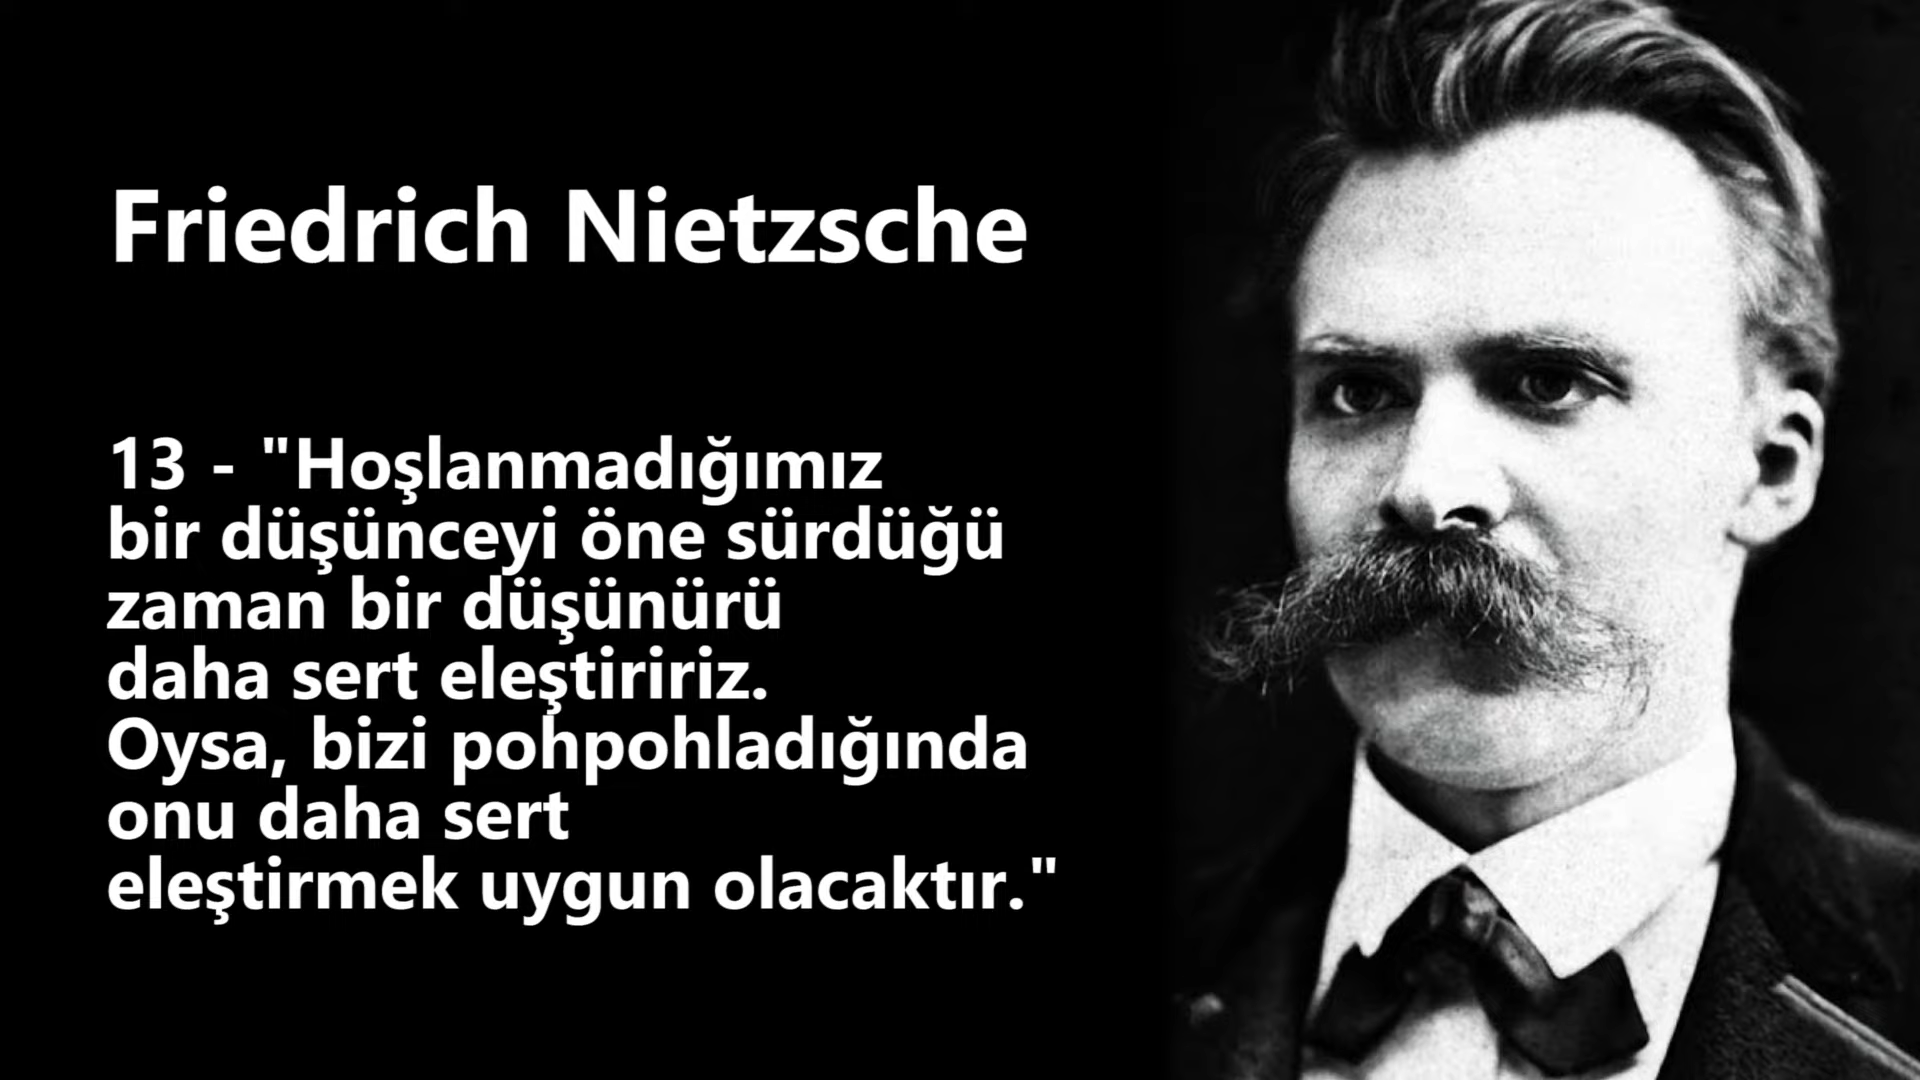 Friedrich Nietzsche
13 - "Hoşlanmadığımız
bir düşünceyi öne sürdüğü
zaman bir düşünürü
daha sert eleştiririz.
Oysa, bizi pohpohladığında
onu daha sert
eleştirmek uygun olacaktır."